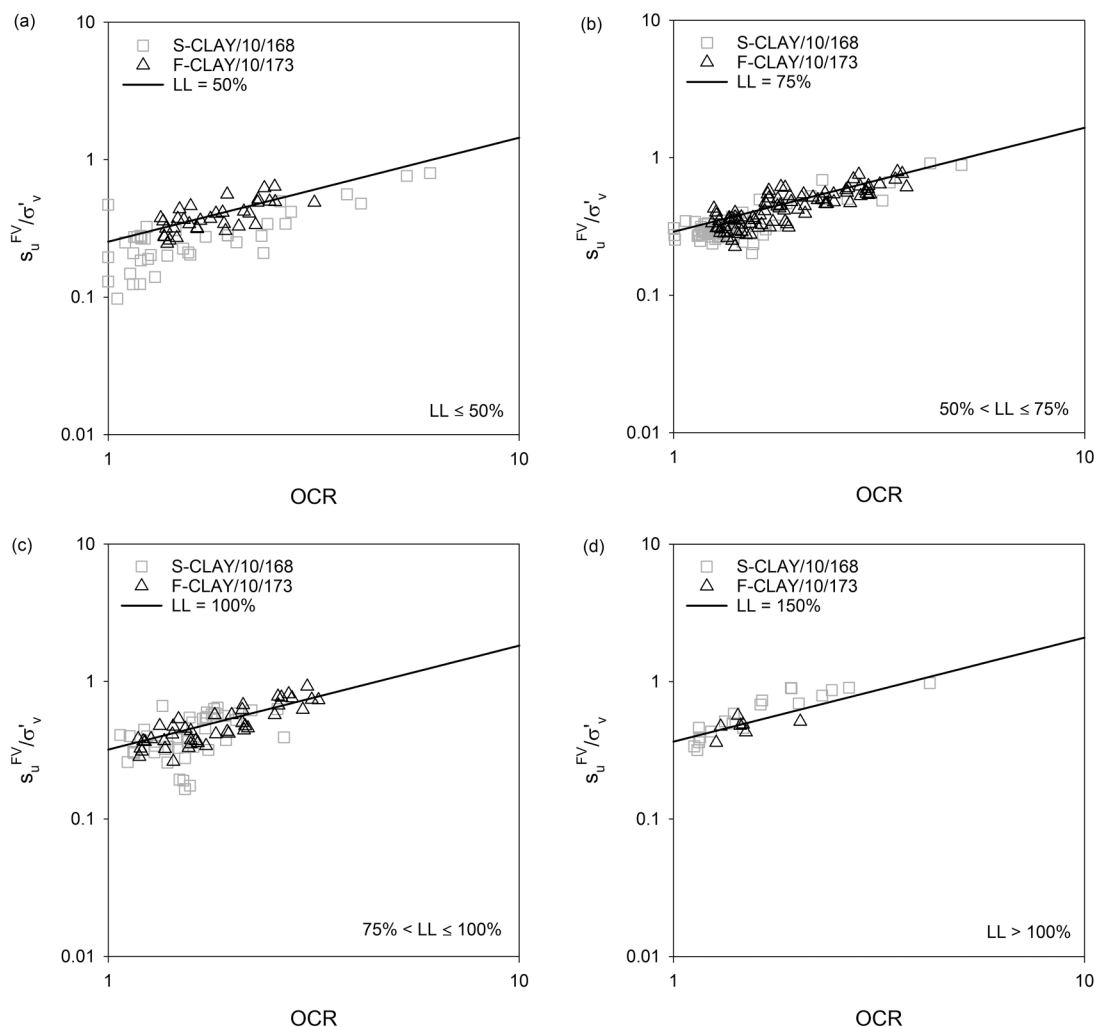 (a)
10
S-CLAY/10/168
F-CLAY/10/173
LL = 50%
1
0.1
0.01
LL ≤ 50%
1
10
s_u^FV/σ'_v
OCR
(b)
10
S-CLAY/10/168
F-CLAY/10/173
LL = 75%
1
0.1
0.01
50% < LL ≤ 75%
1
10
s_u^FV/σ'_v
OCR
(c)
10
S-CLAY/10/168
F-CLAY/10/173
LL = 100%
1
0.1
0.01
75% < LL ≤ 100%
1
10
s_u^FV/σ'_v
OCR
(d)
10
S-CLAY/10/168
F-CLAY/10/173
LL = 150%
1
0.1
0.01
LL > 100%
1
10
s_u^FV/σ'_v
OCR